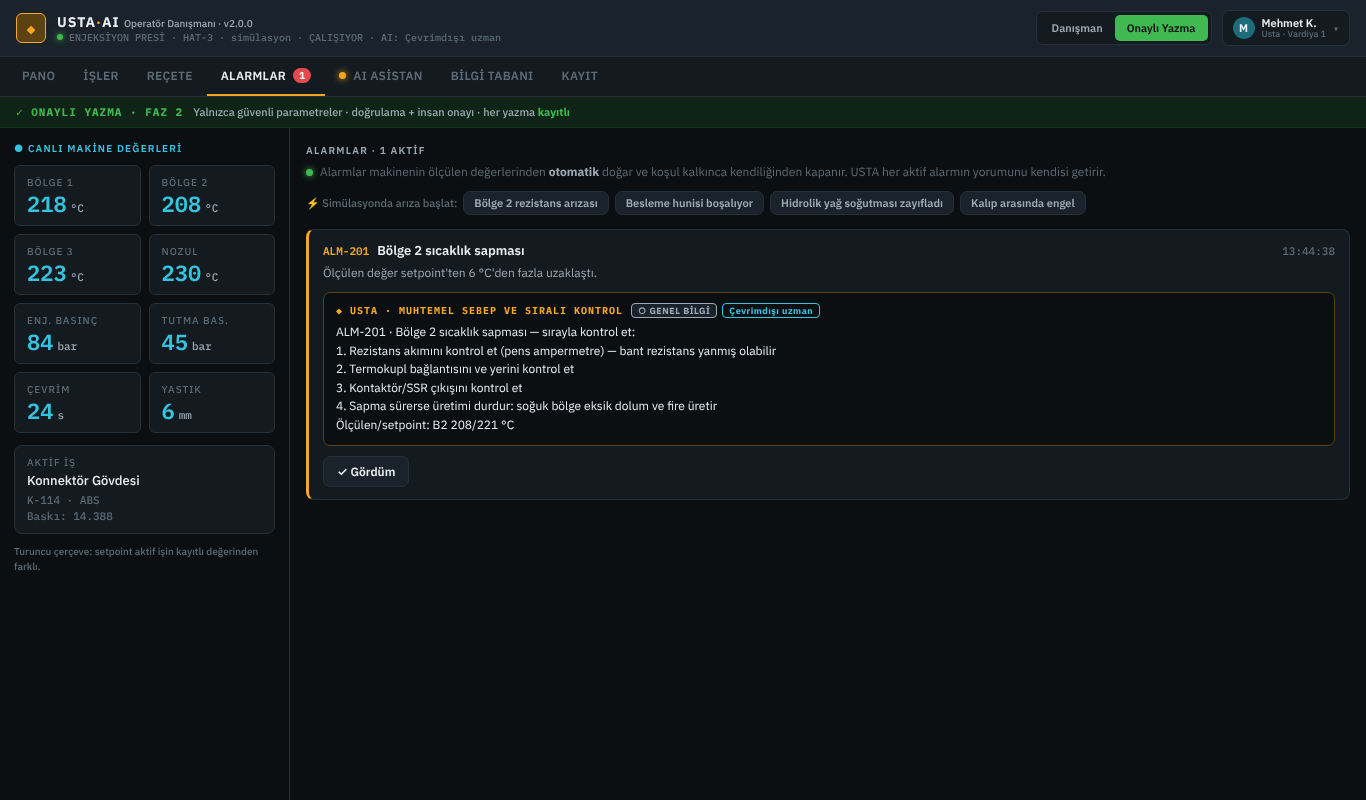 USTA·AI Operatör Danışmanı · v2.0.0
ENJEKSİYON PRESİ · HAT-3 · simülasyon · ÇALIŞIYOR · AI: Çevrimdışı uzman
Danışman
Onaylı Yazma
M
Mehmet K.
Usta · Vardiya 1
PANO
İŞLER
REÇETE
ALARMLAR 1
AI ASİSTAN
BİLGİ TABANI
KAYIT
✓ ONAYLI YAZMA · FAZ 2 Yalnızca güvenli parametreler · doğrulama + insan onayı · her yazma kayıtlı
CANLI MAKİNE DEĞERLERİ
BÖLGE 1
218 °C
BÖLGE 2
208 °C
BÖLGE 3
223 °C
NOZUL
230 °C
ENJ. BASINÇ
84 bar
TUTMA BAS.
45 bar
ÇEVRİM
24 s
YASTIK
6 mm
AKTİF İŞ
Konnektör Gövdesi
K-114 · ABS
Baskı: 14.388
Turuncu çerçeve: setpoint aktif işin kayıtlı değerinden
farklı.
ALARMLAR · 1 AKTİF
Alarmlar makinenin ölçülen değerlerinden otomatik doğar ve koşul kalkınca kendiliğinden kapanır. USTA her aktif alarmın yorumunu kendisi getirir.
⚡ Simülasyonda arıza başlat:
Bölge 2 rezistans arızası
Besleme hunisi boşalıyor
Hidrolik yağ soğutması zayıfladı
Kalıp arasında engel
ALM-201 Bölge 2 sıcaklık sapması
13:44:38
Ölçülen değer setpoint'ten 6 °C'den fazla uzaklaştı.
◆ USTA · MUHTEMEL SEBEP VE SIRALI KONTROL ○ GENEL BİLGİ Çevrimdışı uzman
ALM-201 · Bölge 2 sıcaklık sapması — sırayla kontrol et:
1. Rezistans akımını kontrol et (pens ampermetre) — bant rezistans yanmış olabilir
2. Termokupl bağlantısını ve yerini kontrol et
3. Kontaktör/SSR çıkışını kontrol et
4. Sapma sürerse üretimi durdur: soğuk bölge eksik dolum ve fire üretir
Ölçülen/setpoint: B2 208/221 °C
✓ Gördüm